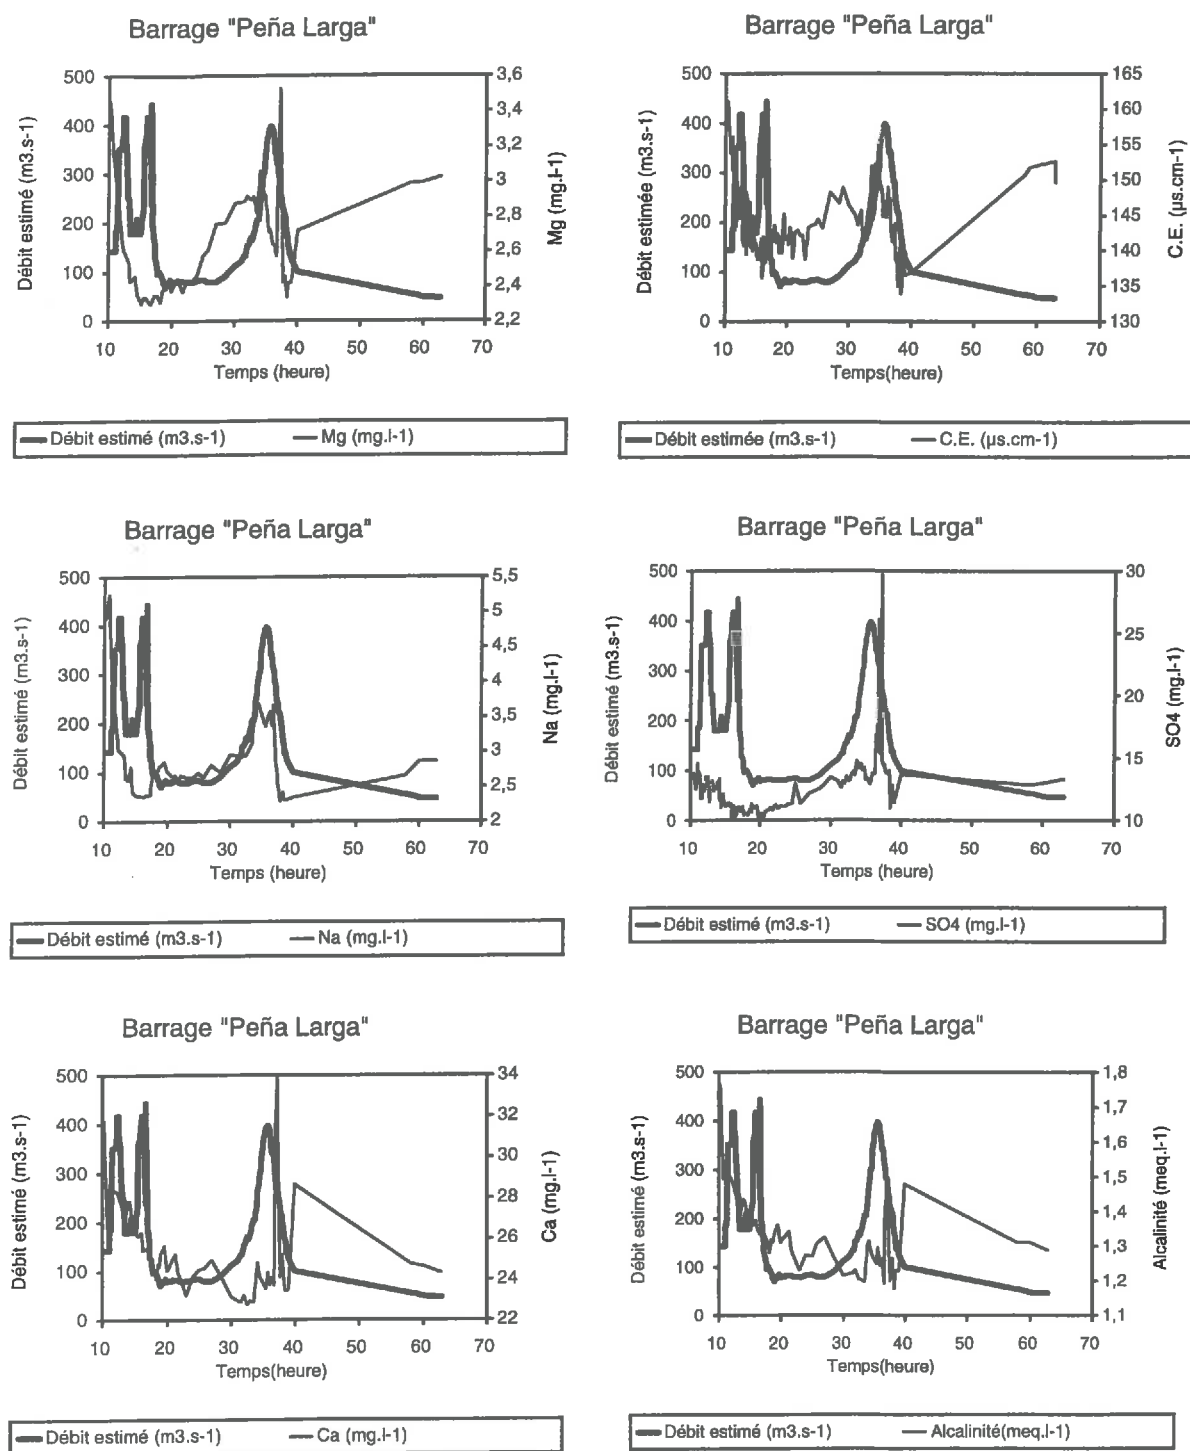 Barrage "Peña Larga"
500
400
300
200
100
0
Débit estimé (m3.s-1)
3,6
3,4
3,2
3
2,8
2,6
2,4
2,2
Mg (mg.l-1)
10 20 30 40 50 60 70
Temps (heure)
Débit estimé (m3.s-1) Mg (mg.l-1)
Barrage "Peña Larga"
500
400
300
200
100
0
Débit estimée (m3.s-1)
165
160
155
150
145
140
135
130
C.E. (µs.cm-1)
10 20 30 40 50 60 70
Temps(heure)
Débit estimée (m3.s-1) C.E. (µs.cm-1)
Barrage "Peña Larga"
500
400
300
200
100
0
Débit estimé (m3.s-1)
5,5
5
4,5
4
3,5
3
2,5
2
Na (mg.l-1)
10 20 30 40 50 60 70
Temps (heure)
Débit estimé (m3.s-1) Na (mg.l-1)
Barrage "Peña Larga"
500
400
300
200
100
0
Débit estimé (m3.s-1)
30
25
20
15
10
SO4 (mg.l-1)
10 20 30 40 50 60 70
Temps (heure)
Débit estimé (m3.s-1) SO4 (mg.l-1)
Barrage "Peña Larga"
500
400
300
200
100
0
Débit estimé (m3.s-1)
34
32
30
28
26
24
22
Ca (mg.l-1)
10 20 30 40 50 60 70
Temps(heure)
Débit estimé (m3.s-1) Ca (mg.l-1)
Barrage "Peña Larga"
500
400
300
200
100
0
Débit estimé (m3.s-1)
1,8
1,7
1,6
1,5
1,4
1,3
1,2
1,1
Alcalinité (meq.l-1)
10 20 30 40 50 60 70
Temps(heure)
Débit estimé (m3.s-1) Alcalinité(meq.l-1)